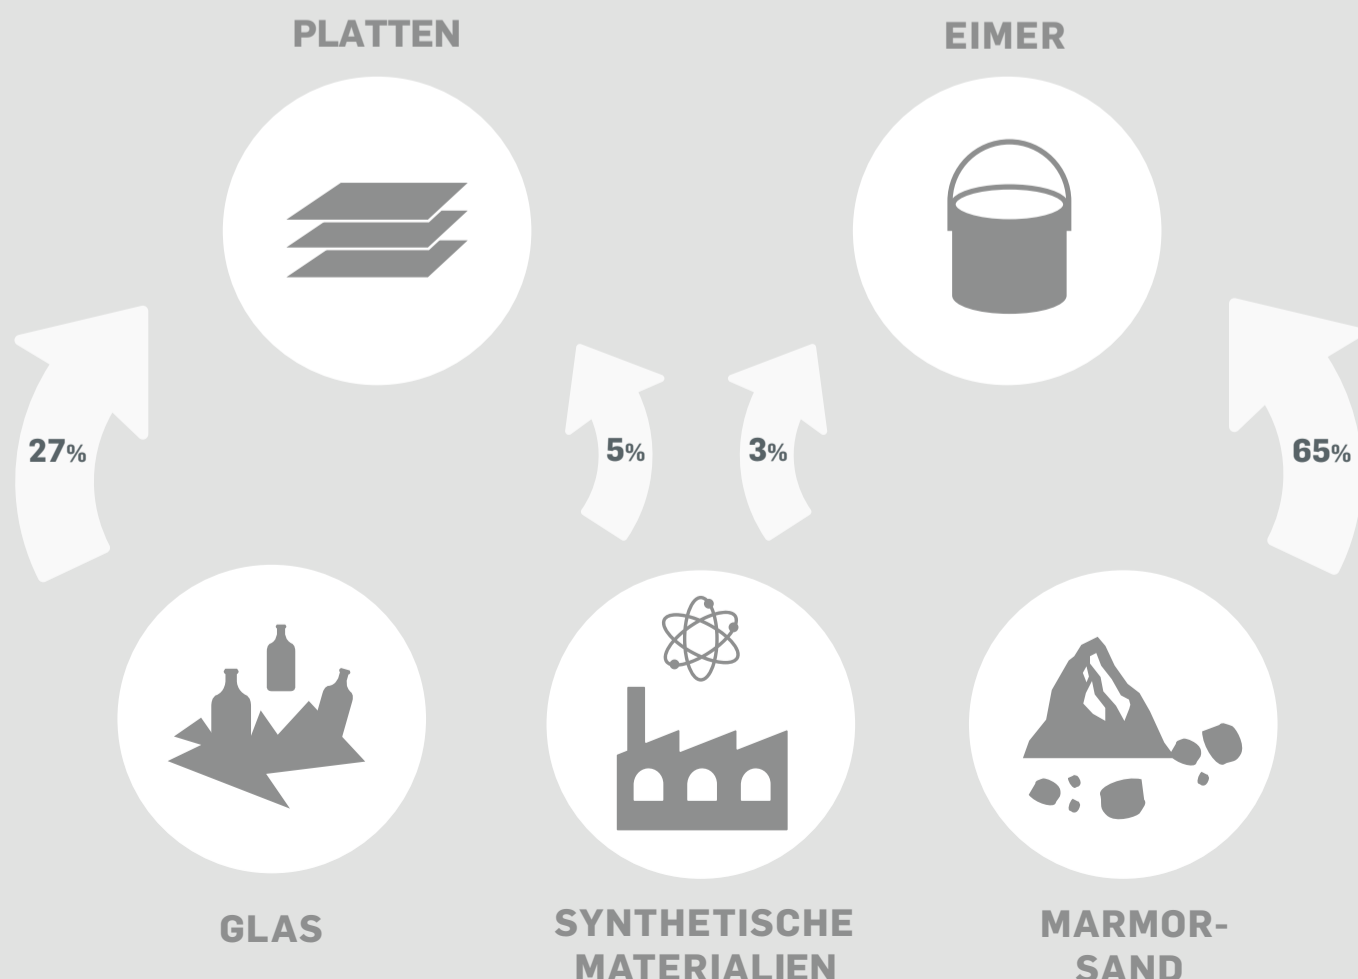 PLATTEN
EIMER
27%
5%
3%
65%
GLAS
SYNTHETISCHE
MATERIALIEN
MARMOR-
SAND